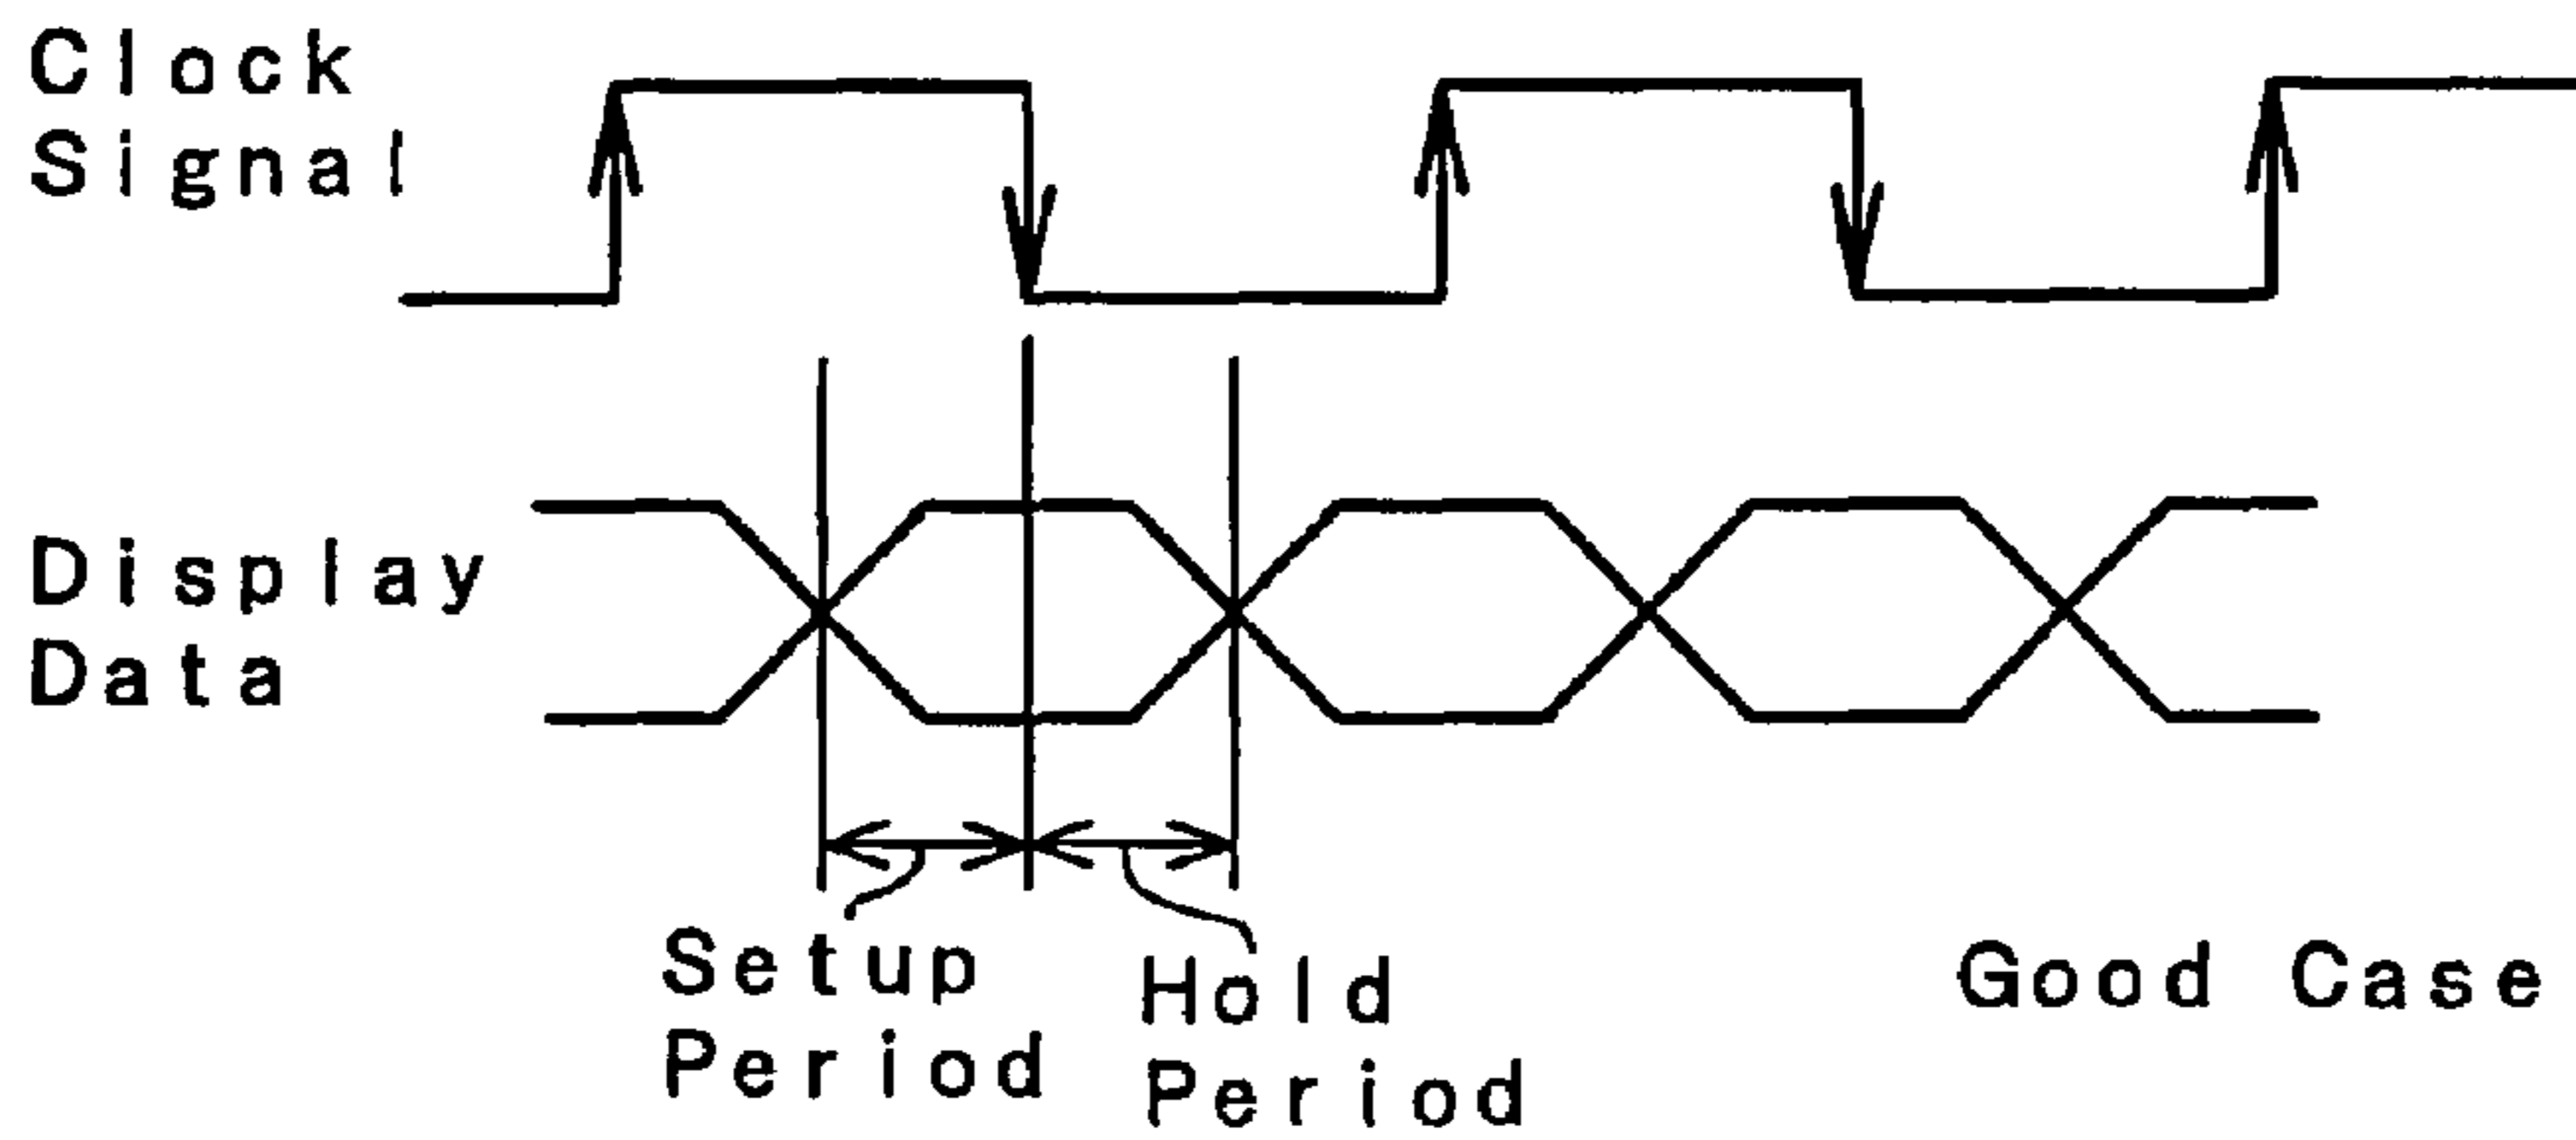 Clock
Signal
Display
Data
Setup
Period
Hold
Period
Good Case